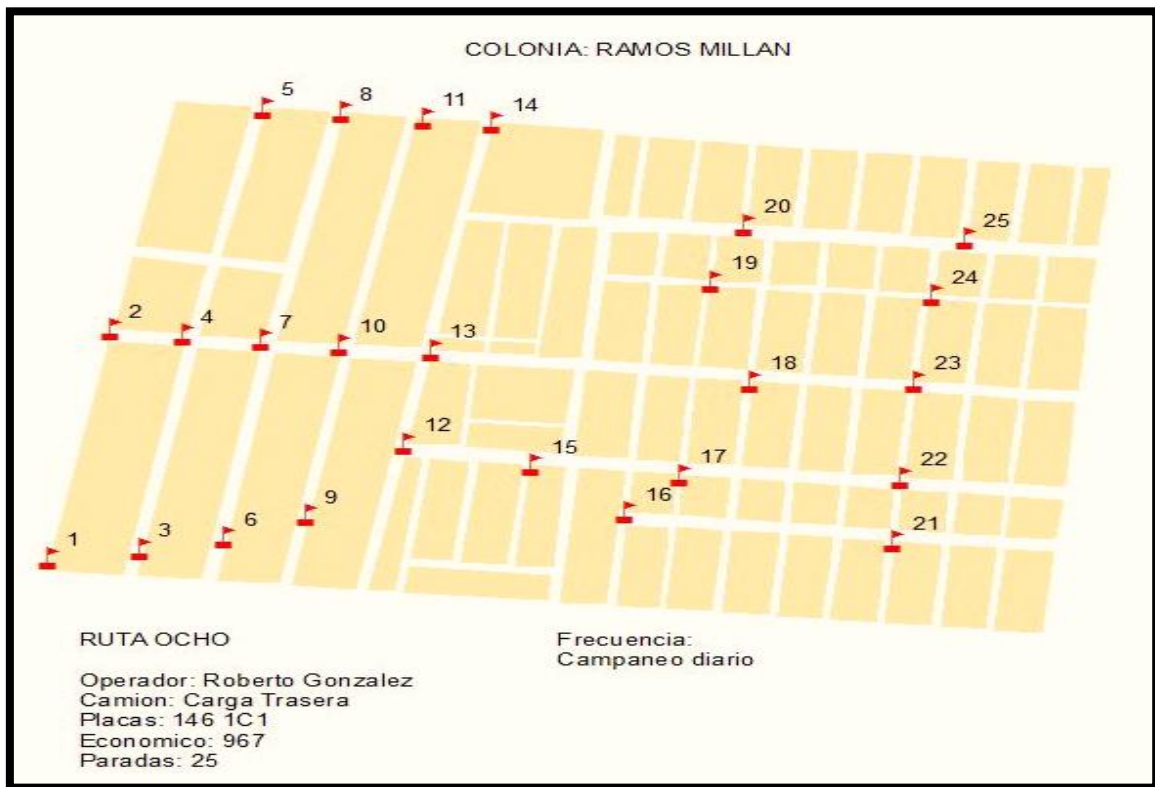 COLONIA: RAMOS MILLAN
5
8
11
14
20
25
19
24
2
4
7
10
13
18
23
12
15
17
22
16
9
6
3
1
21
RUTA OCHO
Operador: Roberto Gonzalez
Camion: Carga Trasera
Placas: 146 1C1
Economico: 967
Paradas: 25
Frecuencia:
Campaneo diario